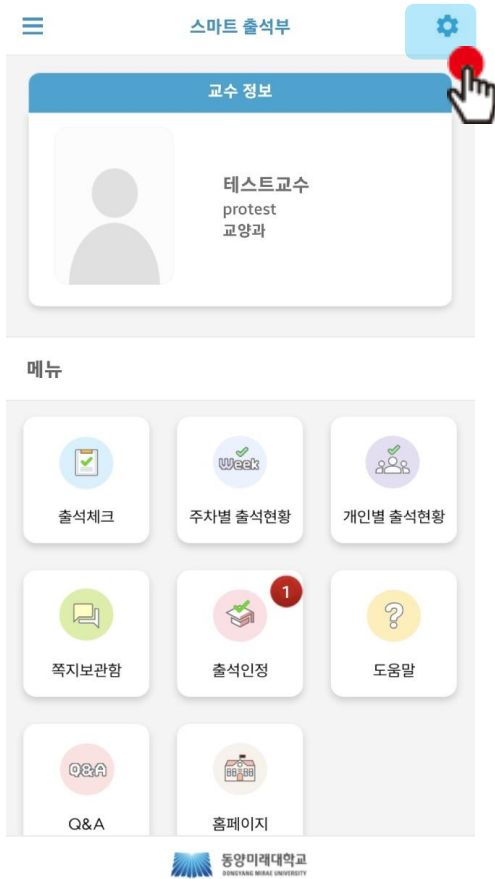 스마트 출석부
교수 정보
테스트교수
protest
교양과
메뉴
Week
출석체크
주차별 출석현황
개인별 출석현황
1
?
쪽지보관함
출석인정
도움말
Q&A
Q&A
홈페이지
동양미래대학교
DONGYANG MIRAE UNIVERSITY